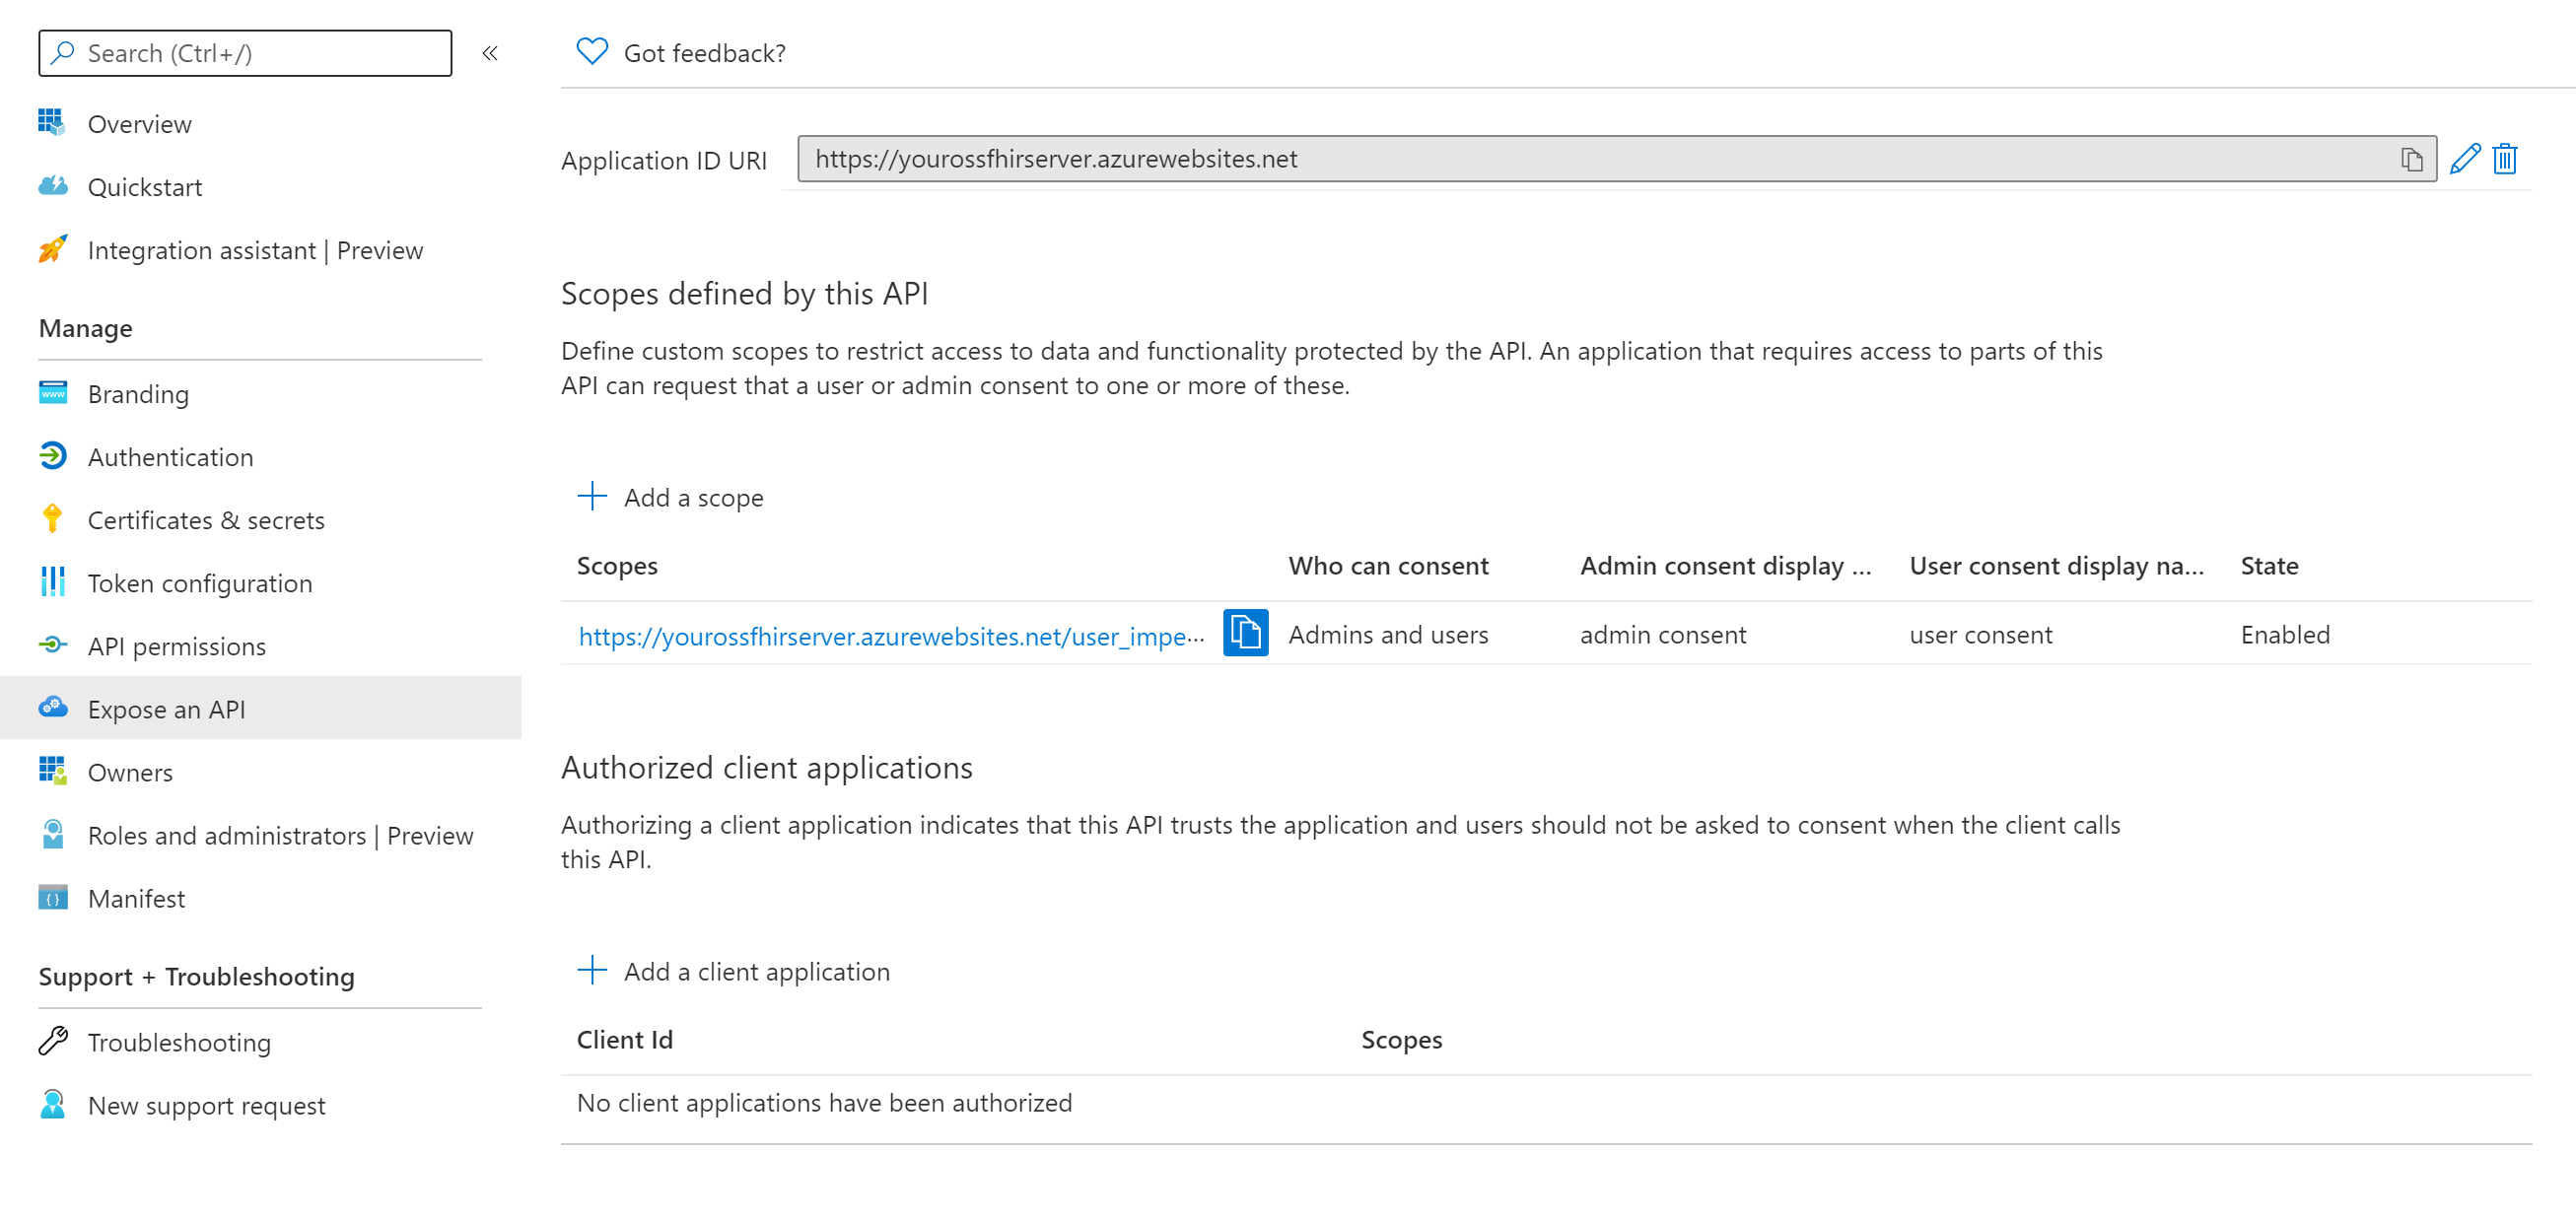 Search (Ctrl+/)
«
Overview
Quickstart
Integration assistant | Preview
Manage
Branding
Authentication
Certificates & secrets
Token configuration
API permissions
Expose an API
Owners
Roles and administrators | Preview
Manifest
Support + Troubleshooting
Troubleshooting
New support request
Got feedback?
Application ID URI https://yourossfhirserver.azurewebsites.net
Scopes defined by this API
Define custom scopes to restrict access to data and functionality protected by the API. An application that requires access to parts of this
API can request that a user or admin consent to one or more of these.
Add a scope
Scopes Who can consent Admin consent display ... User consent display na... State
https://yourossfhirserver.azurewebsites.net/user_impe... Admins and users admin consent user consent Enabled
Authorized client applications
Authorizing a client application indicates that this API trusts the application and users should not be asked to consent when the client calls
this API.
Add a client application
Client Id Scopes
No client applications have been authorized